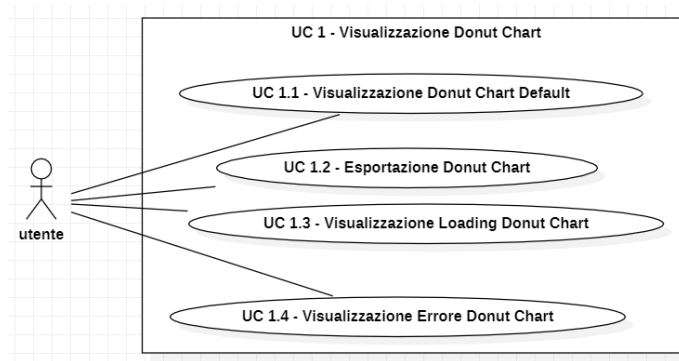 UC 1 - Visualizzazione Donut Chart
UC 1.1 - Visualizzazione Donut Chart Default
UC 1.2 - Esportazione Donut Chart
UC 1.3 - Visualizzazione Loading Donut Chart
utente
UC 1.4 - Visualizzazione Errore Donut Chart